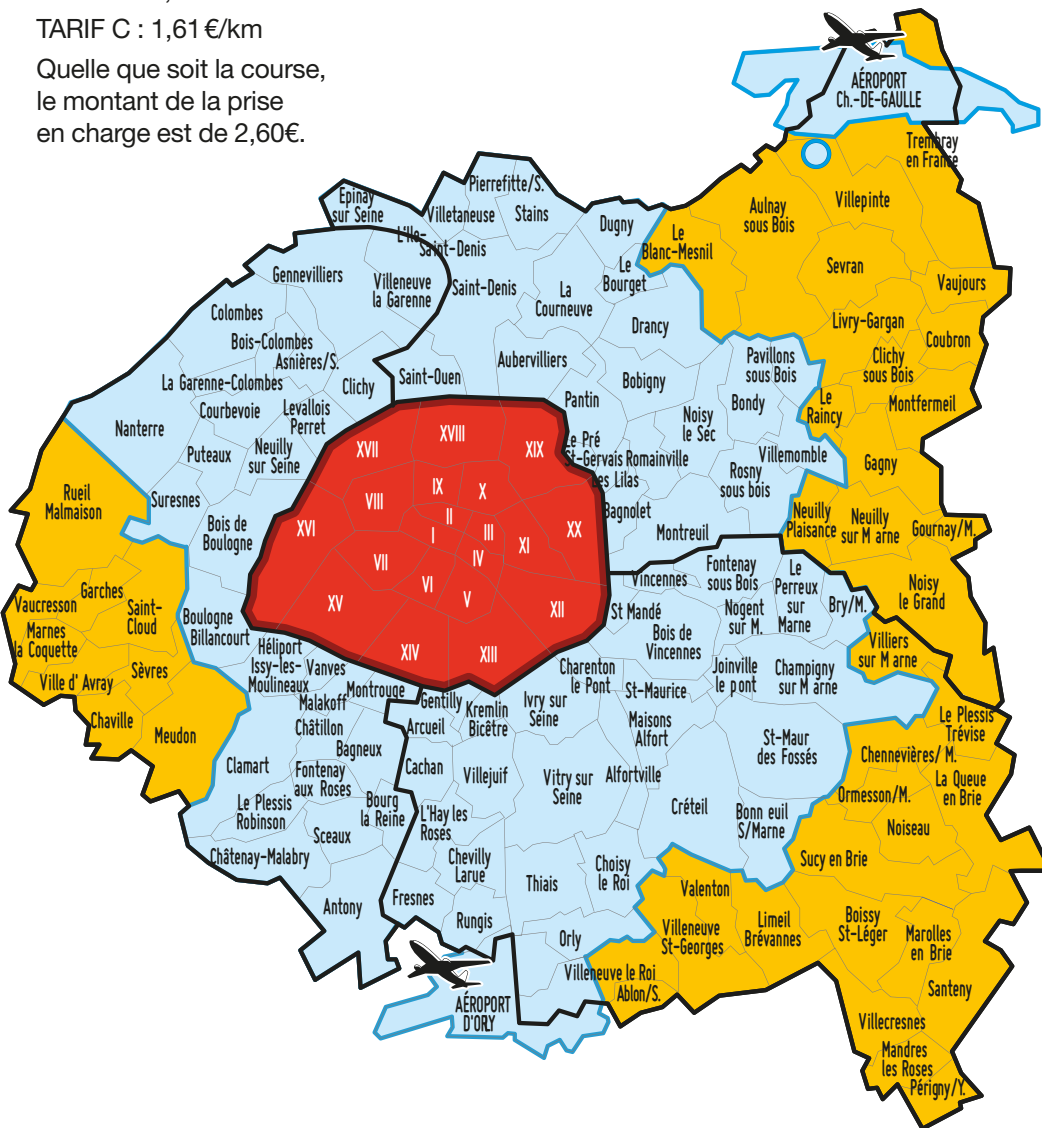 TARIF C : 1,61 €/km
Quelle que soit la course,
le montant de la prise
en charge est de 2,60€.
AÉROPORT
Ch.-DE-GAULLE
Tremblay
en France
Epinay
sur Seine
Pierrefitte/S.
Villetaneuse
Stains
L'Ile-
Saint-Denis
Dugny
Le
Blanc-Mesnil
Aulnay
sous Bois
Villepinte
Gennevilliers
Villeneuve
la Garenne
Saint-Denis
La
Courneuve
Le
Bourget
Sevran
Vaujours
Colombes
Drancy
Livry-Gargan
Coubron
Bois-Colombes
Asnières/S.
Aubervilliers
Pavillons
sous Bois
Clichy
sous Bois
La Garenne-Colombes
Clichy
Saint-Ouen
Bobigny
Courbevoie
Levallois
Perret
Pantin
Bondy
Le
Raincy
Montfermeil
Nanterre
Noisy
le Sec
Puteaux
Neuilly
sur Seine
XVII
XVIII
XIX
Le Pré
St-Gervais
Romainville
Les Lilas
Villemomble
Gagny
Rosny
sous bois
Rueil
Malmaison
Suresnes
VIII
IX
X
Bagnolet
Neuilly
Plaisance
Neuilly
sur M arne
Gournay/M.
Bois de
Boulogne
XVI
II
I
III
XI
XX
Montreuil
VII
IV
VI
V
XV
XII
Vincennes
Fontenay
sous Bois
Le
Perreux
sur
Marne
Bry/M.
Noisy
le Grand
Garches
Vaucresson
Saint-
Cloud
Marnes
la Coquette
Boulogne
Billancourt
St Mandé
Nogent
sur M.
Bois de
Vincennes
Villiers
sur M arne
Sèvres
Ville d' Avray
Héliport
Issy-les-
Moulineaux
Vanves
XIV
XIII
Charenton
le Pont
St-Maurice
Joinville
le pont
Champigny
sur M arne
Malakoff
Montrouge
Gentilly
Kremlin
Bicêtre
Ivry sur
Seine
Chaville
Meudon
Châtillon
Arcueil
Maisons
Alfort
St-Maur
des Fossés
Le Plessis
Trévise
Bagneux
Chennevières/ M.
Clamart
Fontenay
aux Roses
Cachan
Villejuif
Vitry sur
Seine
Alfortville
La Queue
en Brie
Ormesson/M.
Le Plessis
Robinson
Bourg
la Reine
L'Hay les
Roses
Créteil
Bonn euil
S/Marne
Noiseau
Sceaux
Châtenay-Malabry
Chevilly
Larue
Choisy
le Roi
Sucy en Brie
Thiais
Valenton
Antony
Fresnes
Rungis
Orly
Villeneuve
St-Georges
Limeil
Brévannes
Boissy
St-Léger
Marolles
en Brie
Villeneuve le Roi
Ablon/S.
Santeny
AÉROPORT
D'ORLY
Villecresnes
Mandres
les Roses
Périgny/Y.